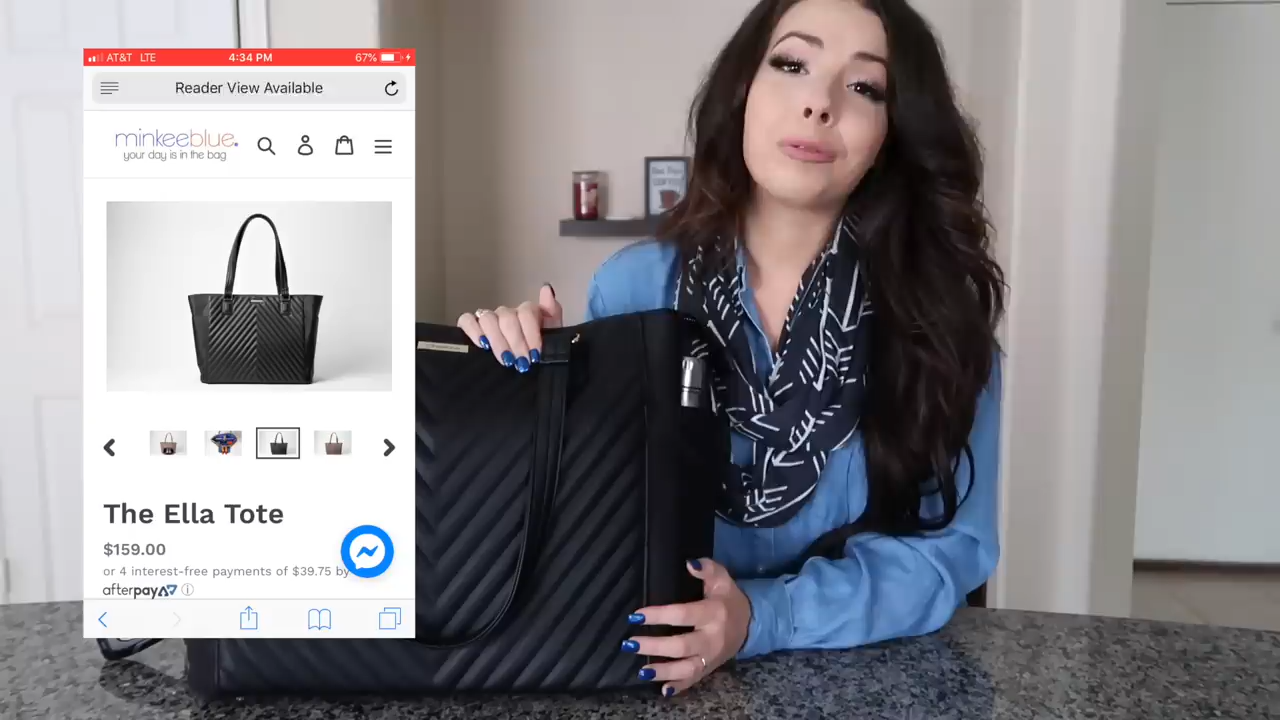 AT&T LTE 4:34 PM 67%
Reader View Available
minkeeblue.
your day is in the bag
The Ella Tote
$159.00
or 4 interest-free payments of $39.75 by
afterpay